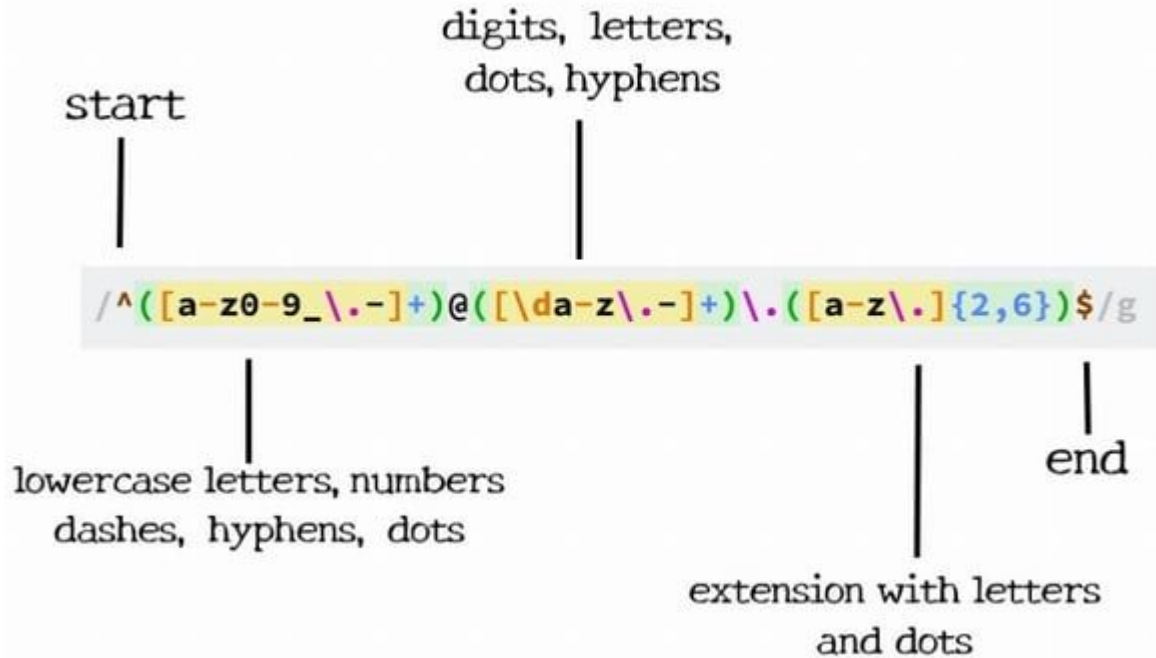 digits, letters,
dots, hyphens
start
/^([a-z0-9_\.-]+)@([\da-z\.-]+)\.([a-z\.]{2,6})$/g
lowercase letters, numbers
dashes, hyphens, dots
end
extension with letters
and dots